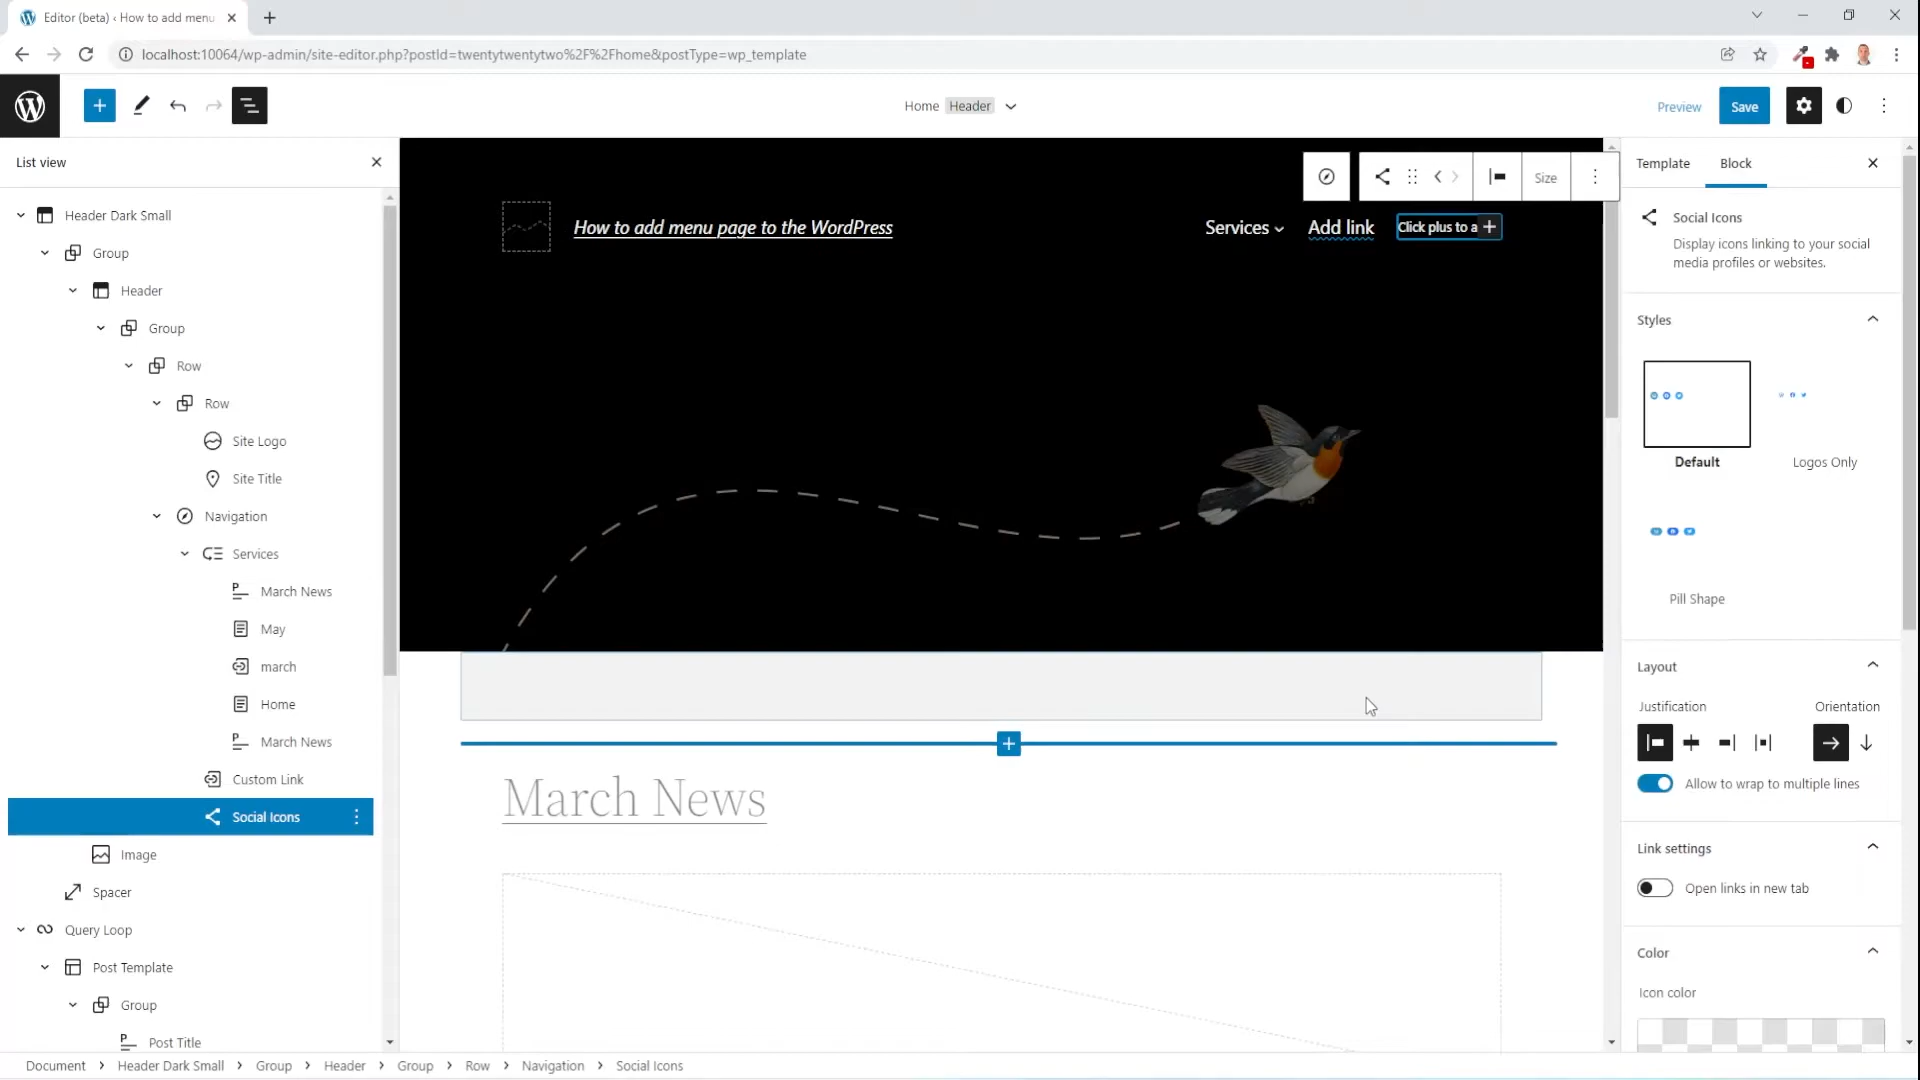 Editor (beta) ‹ How to add menu
localhost:10064/wp-admin/site-editor.php?postId=twentytwentytwo%2F%2Fhome&postType=wp_template
Home Header
Preview
Save
List view
Header Dark Small
Group
Header
Group
Row
Row
Site Logo
Site Title
Navigation
Services
March News
May
march
Home
March News
Custom Link
Social Icons
Image
Spacer
Query Loop
Post Template
Group
Post Title
How to add menu page to the WordPress
Services
Add link
Click plus to a
Size
March News
Template
Block
Social Icons
Display icons linking to your social
media profiles or websites.
Styles
Default
Logos Only
Pill Shape
Layout
Justification
Orientation
Allow to wrap to multiple lines
Link settings
Open links in new tab
Color
Icon color
Document › Header Dark Small › Group › Header › Group › Row › Navigation › Social Icons